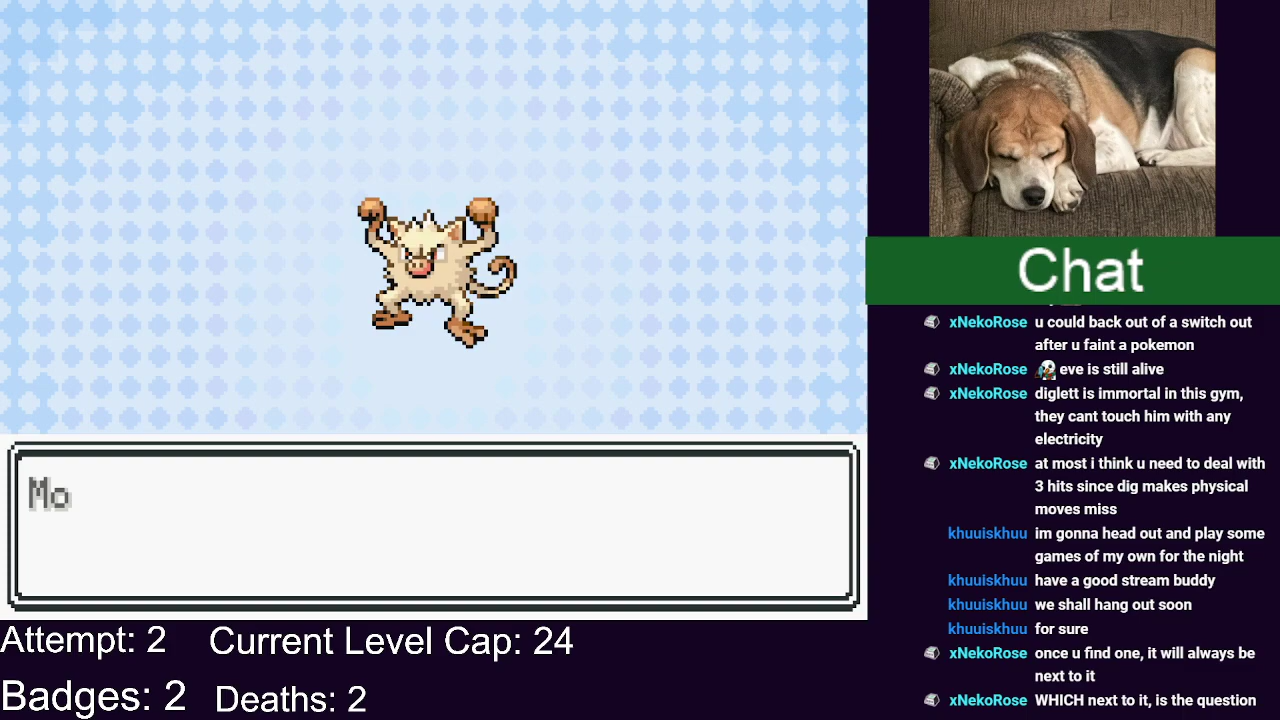 Mo
Attempt: 2 Current Level Cap: 24
Badges: 2 Deaths: 2
Chat
xNekoRose u could back out of a switch out
after u faint a pokemon
xNekoRose eve is still alive
xNekoRose diglett is immortal in this gym,
they cant touch him with any
electricity
xNekoRose at most i think u need to deal with
3 hits since dig makes physical
moves miss
khuuiskhuu im gonna head out and play some
games of my own for the night
khuuiskhuu have a good stream buddy
khuuiskhuu we shall hang out soon
khuuiskhuu for sure
xNekoRose once u find one, it will always be
next to it
xNekoRose WHICH next to it, is the question